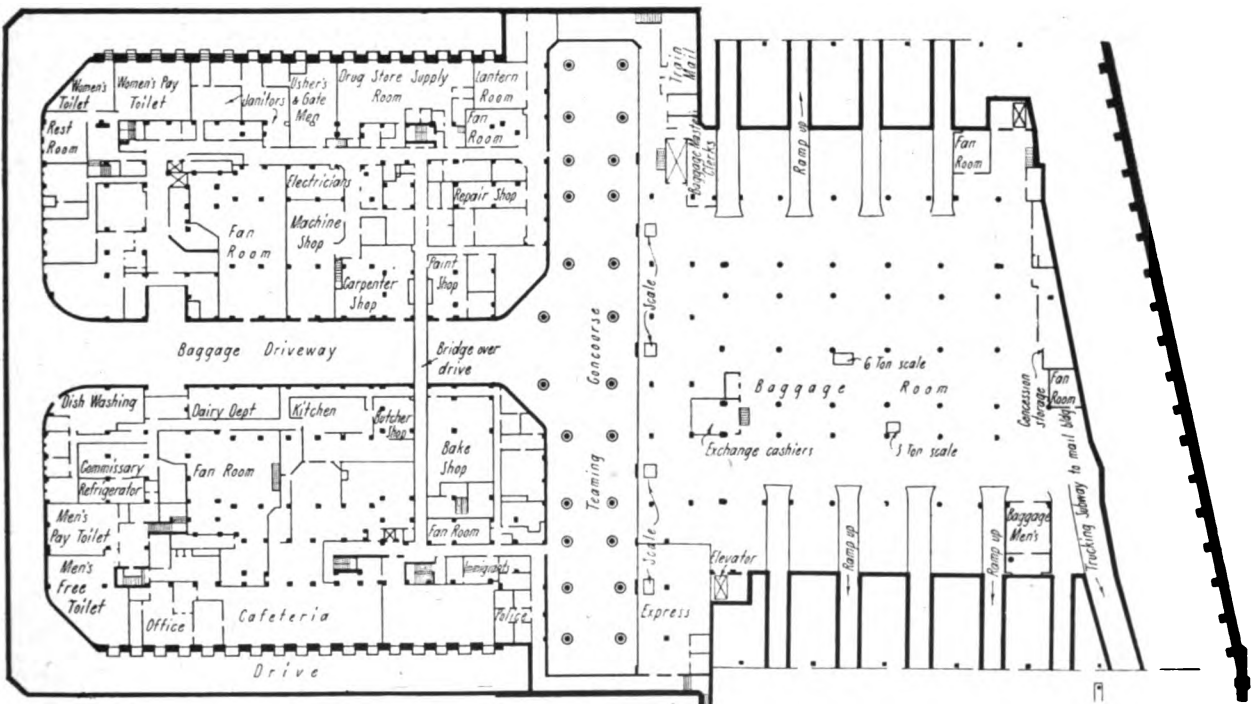 Women's
Toilet
Women's Pay
Toilet
Janitors
Usher's
& Gate
Men
Drug Store Supply
Room
Lantern
Room
Fan
Room
Rest
Room
Electricians
Machine
Shop
Fan
Room
Repair Shop
Paint
Shop
Carpenter
Shop
Baggage Driveway
Bridge over
drive
Dish Washing
Dairy Dept
Kitchen
Butcher
Shop
Bake
Shop
Commissary
Refrigerator
Fan Room
Men's
Pay Toilet
Men's
Free
Toilet
Fan Room
Immigrants
Police
Office
Cafeteria
Drive
Teaming Concourse
Train
Mail
Baggage Masters
Clerks
Ramp up
Fan
Room
Scale
6 Ton scale
Baggage Room
Exchange cashiers
5 Ton scale
Concession
storage
Fan
Room
Trucking Subway to mail bldg
Scale
Elevator
Express
Ramp up
Ramp up
Baggage
Men's